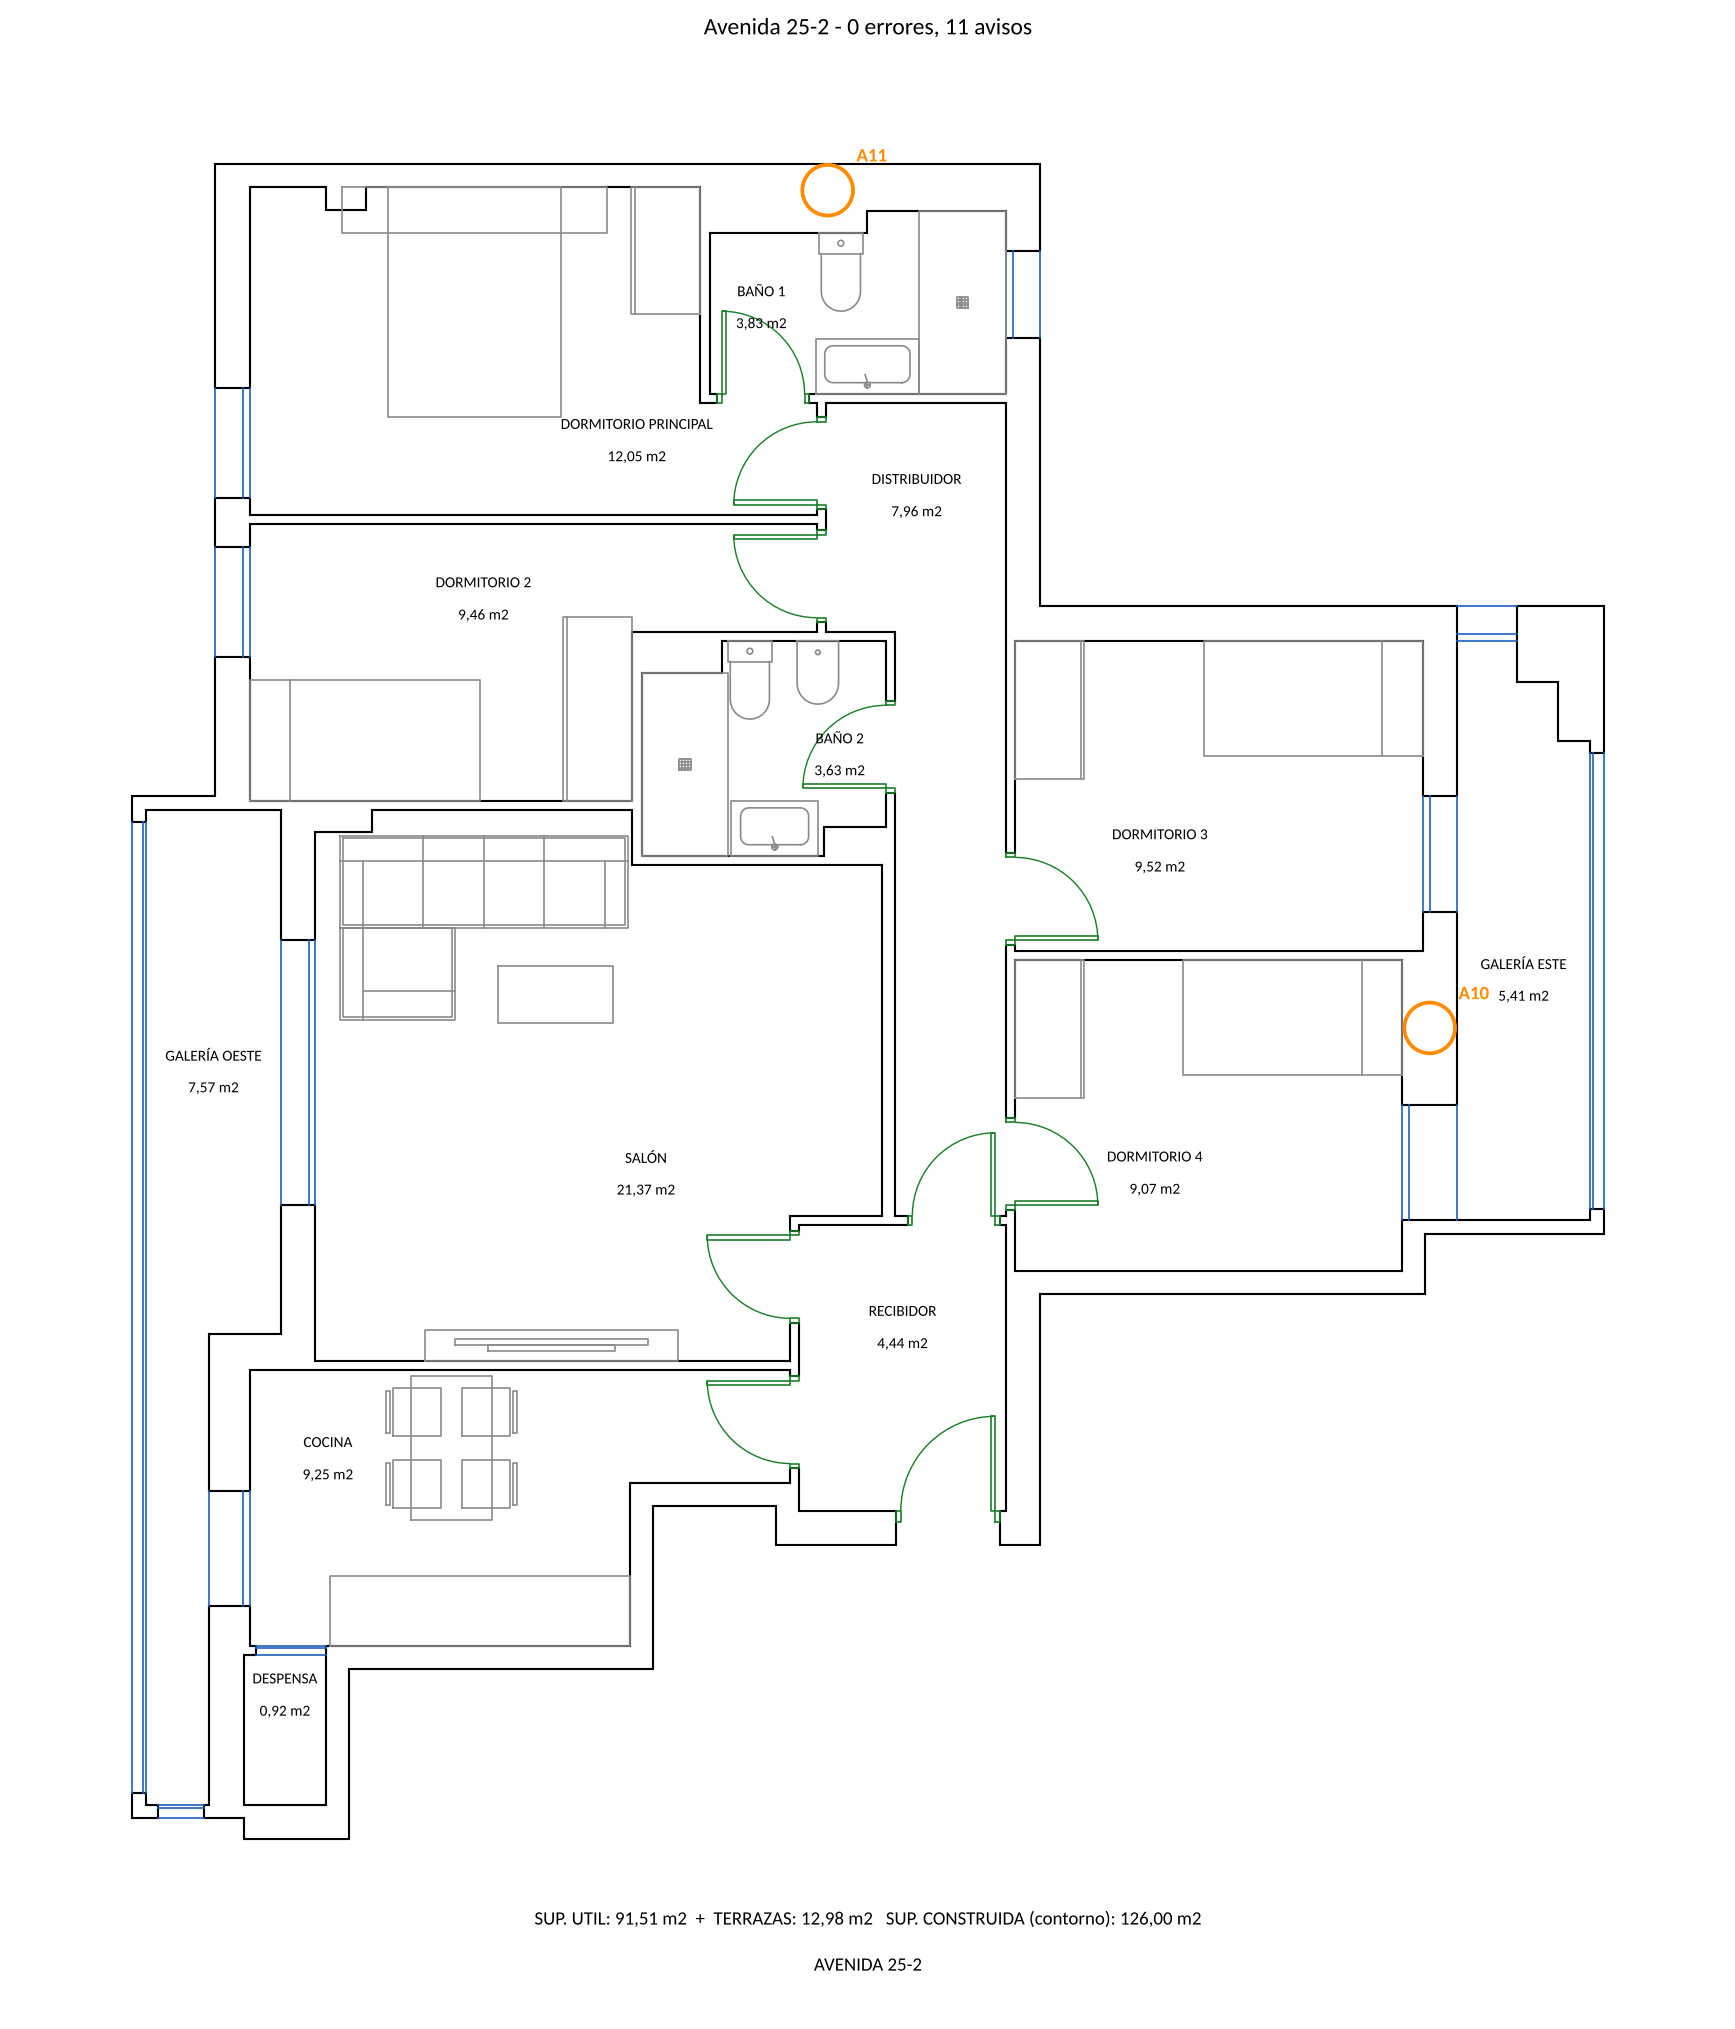 Avenida 25-2 - 0 errores, 11 avisos
A11
BAÑO 1
3,83 m2
DORMITORIO PRINCIPAL
12,05 m2
DISTRIBUIDOR
7,96 m2
DORMITORIO 2
9,46 m2
BAÑO 2
3,63 m2
DORMITORIO 3
9,52 m2
GALERÍA ESTE
A10
5,41 m2
GALERÍA OESTE
7,57 m2
SALÓN
21,37 m2
DORMITORIO 4
9,07 m2
RECIBIDOR
4,44 m2
COCINA
9,25 m2
DESPENSA
0,92 m2
SUP. UTIL: 91,51 m2 + TERRAZAS: 12,98 m2 SUP. CONSTRUIDA (contorno): 126,00 m2
AVENIDA 25-2